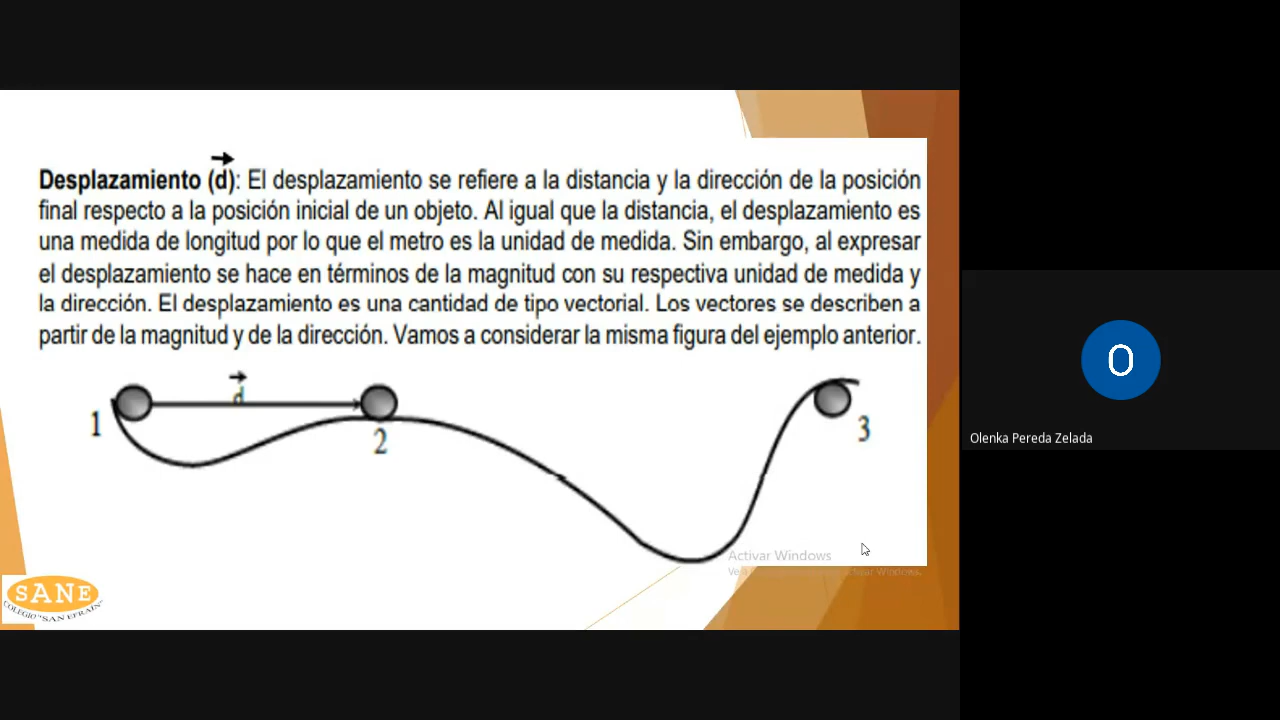 Desplazamiento (d): El desplazamiento se refiere a la distancia y la dirección de la posición
final respecto a la posición inicial de un objeto. Al igual que la distancia, el desplazamiento es
una medida de longitud por lo que el metro es la unidad de medida. Sin embargo, al expresar
el desplazamiento se hace en términos de la magnitud con su respectiva unidad de medida y
la dirección. El desplazamiento es una cantidad de tipo vectorial. Los vectores se describen a
partir de la magnitud y de la dirección. Vamos a considerar la misma figura del ejemplo anterior.
d
1
2
3
O
Olenka Pereda Zelada
Activar Windows
Windows.
SANE
COLEGIO "SAN EFRAIN"